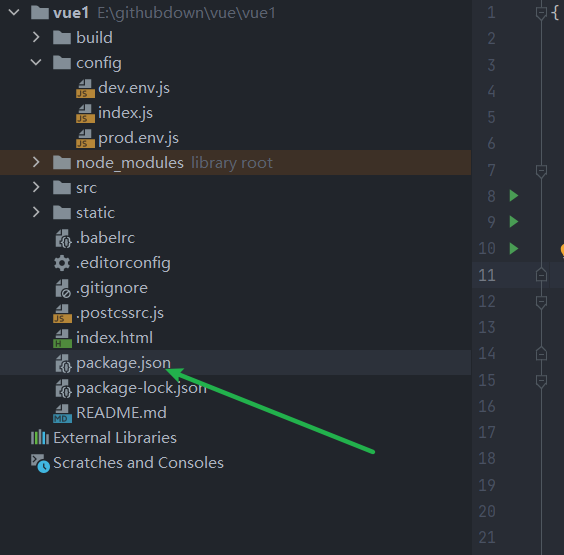 vue1 E:\githubdown\vue\vue1
build
config
dev.env.js
index.js
prod.env.js
node_modules library root
src
static
.babelrc
.editorconfig
.gitignore
.postcssrc.js
index.html
package.json
package-lock.json
README.md
External Libraries
Scratches and Consoles
1 {
2
3
4
5
6
7
8
9
10
11
12
13
14
15
16
17
18
19
20
21